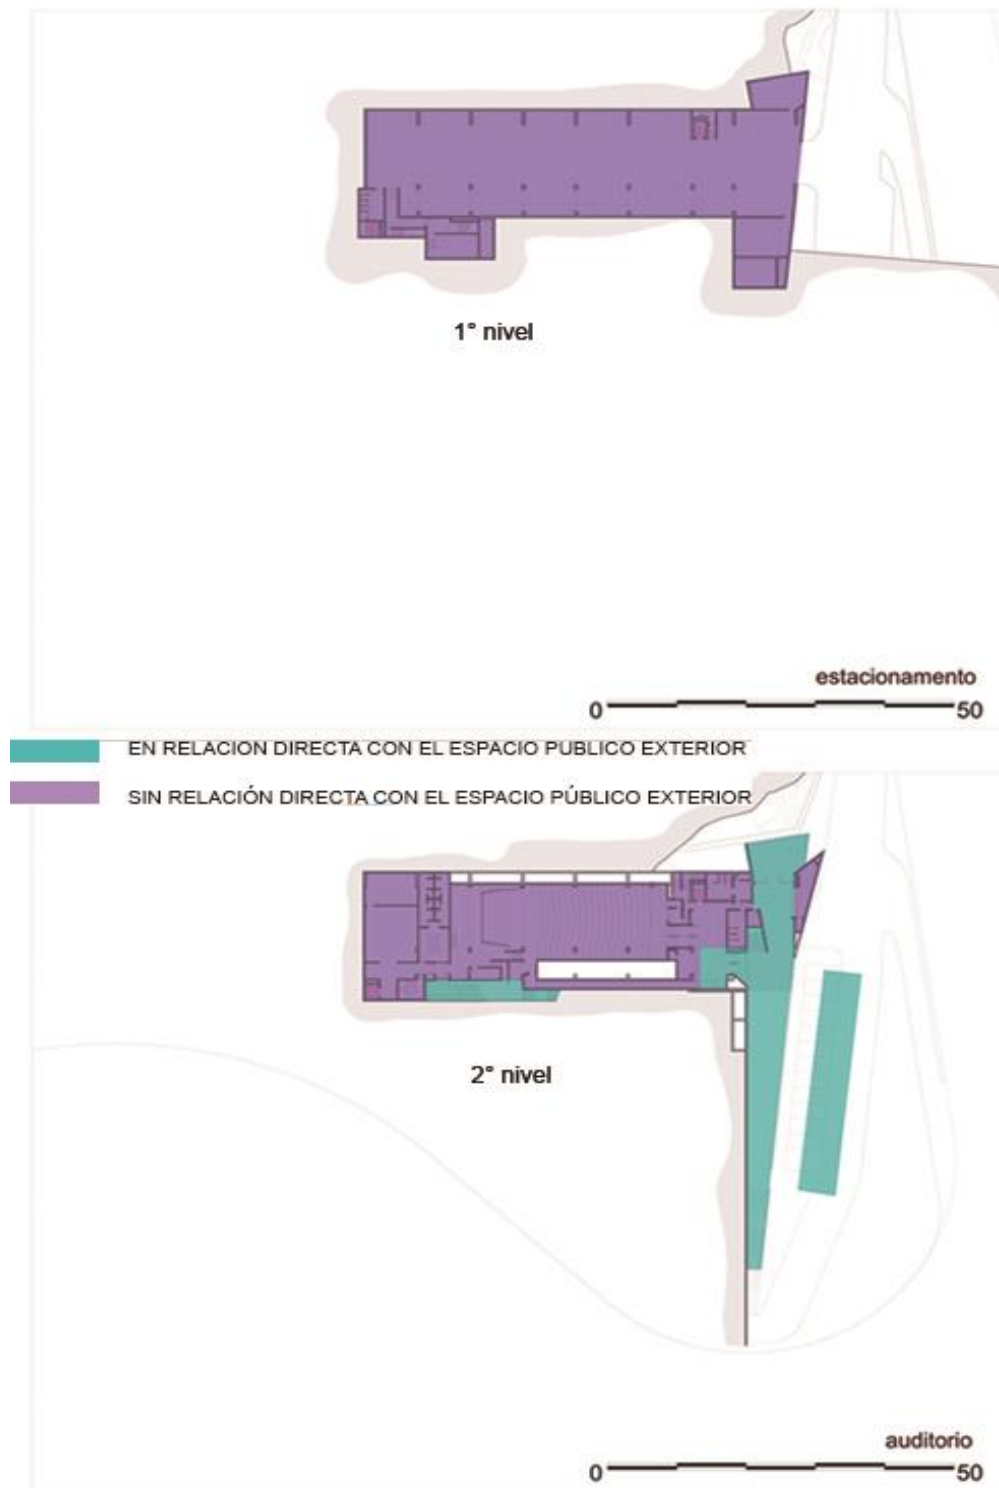 1° nivel
estacionamento
0 50
EN RELACION DIRECTA CON EL ESPACIO PÚBLICO EXTERIOR
SIN RELACIÓN DIRECTA CON EL ESPACIO PÚBLICO EXTERIOR
2° nivel
auditorio
0 50